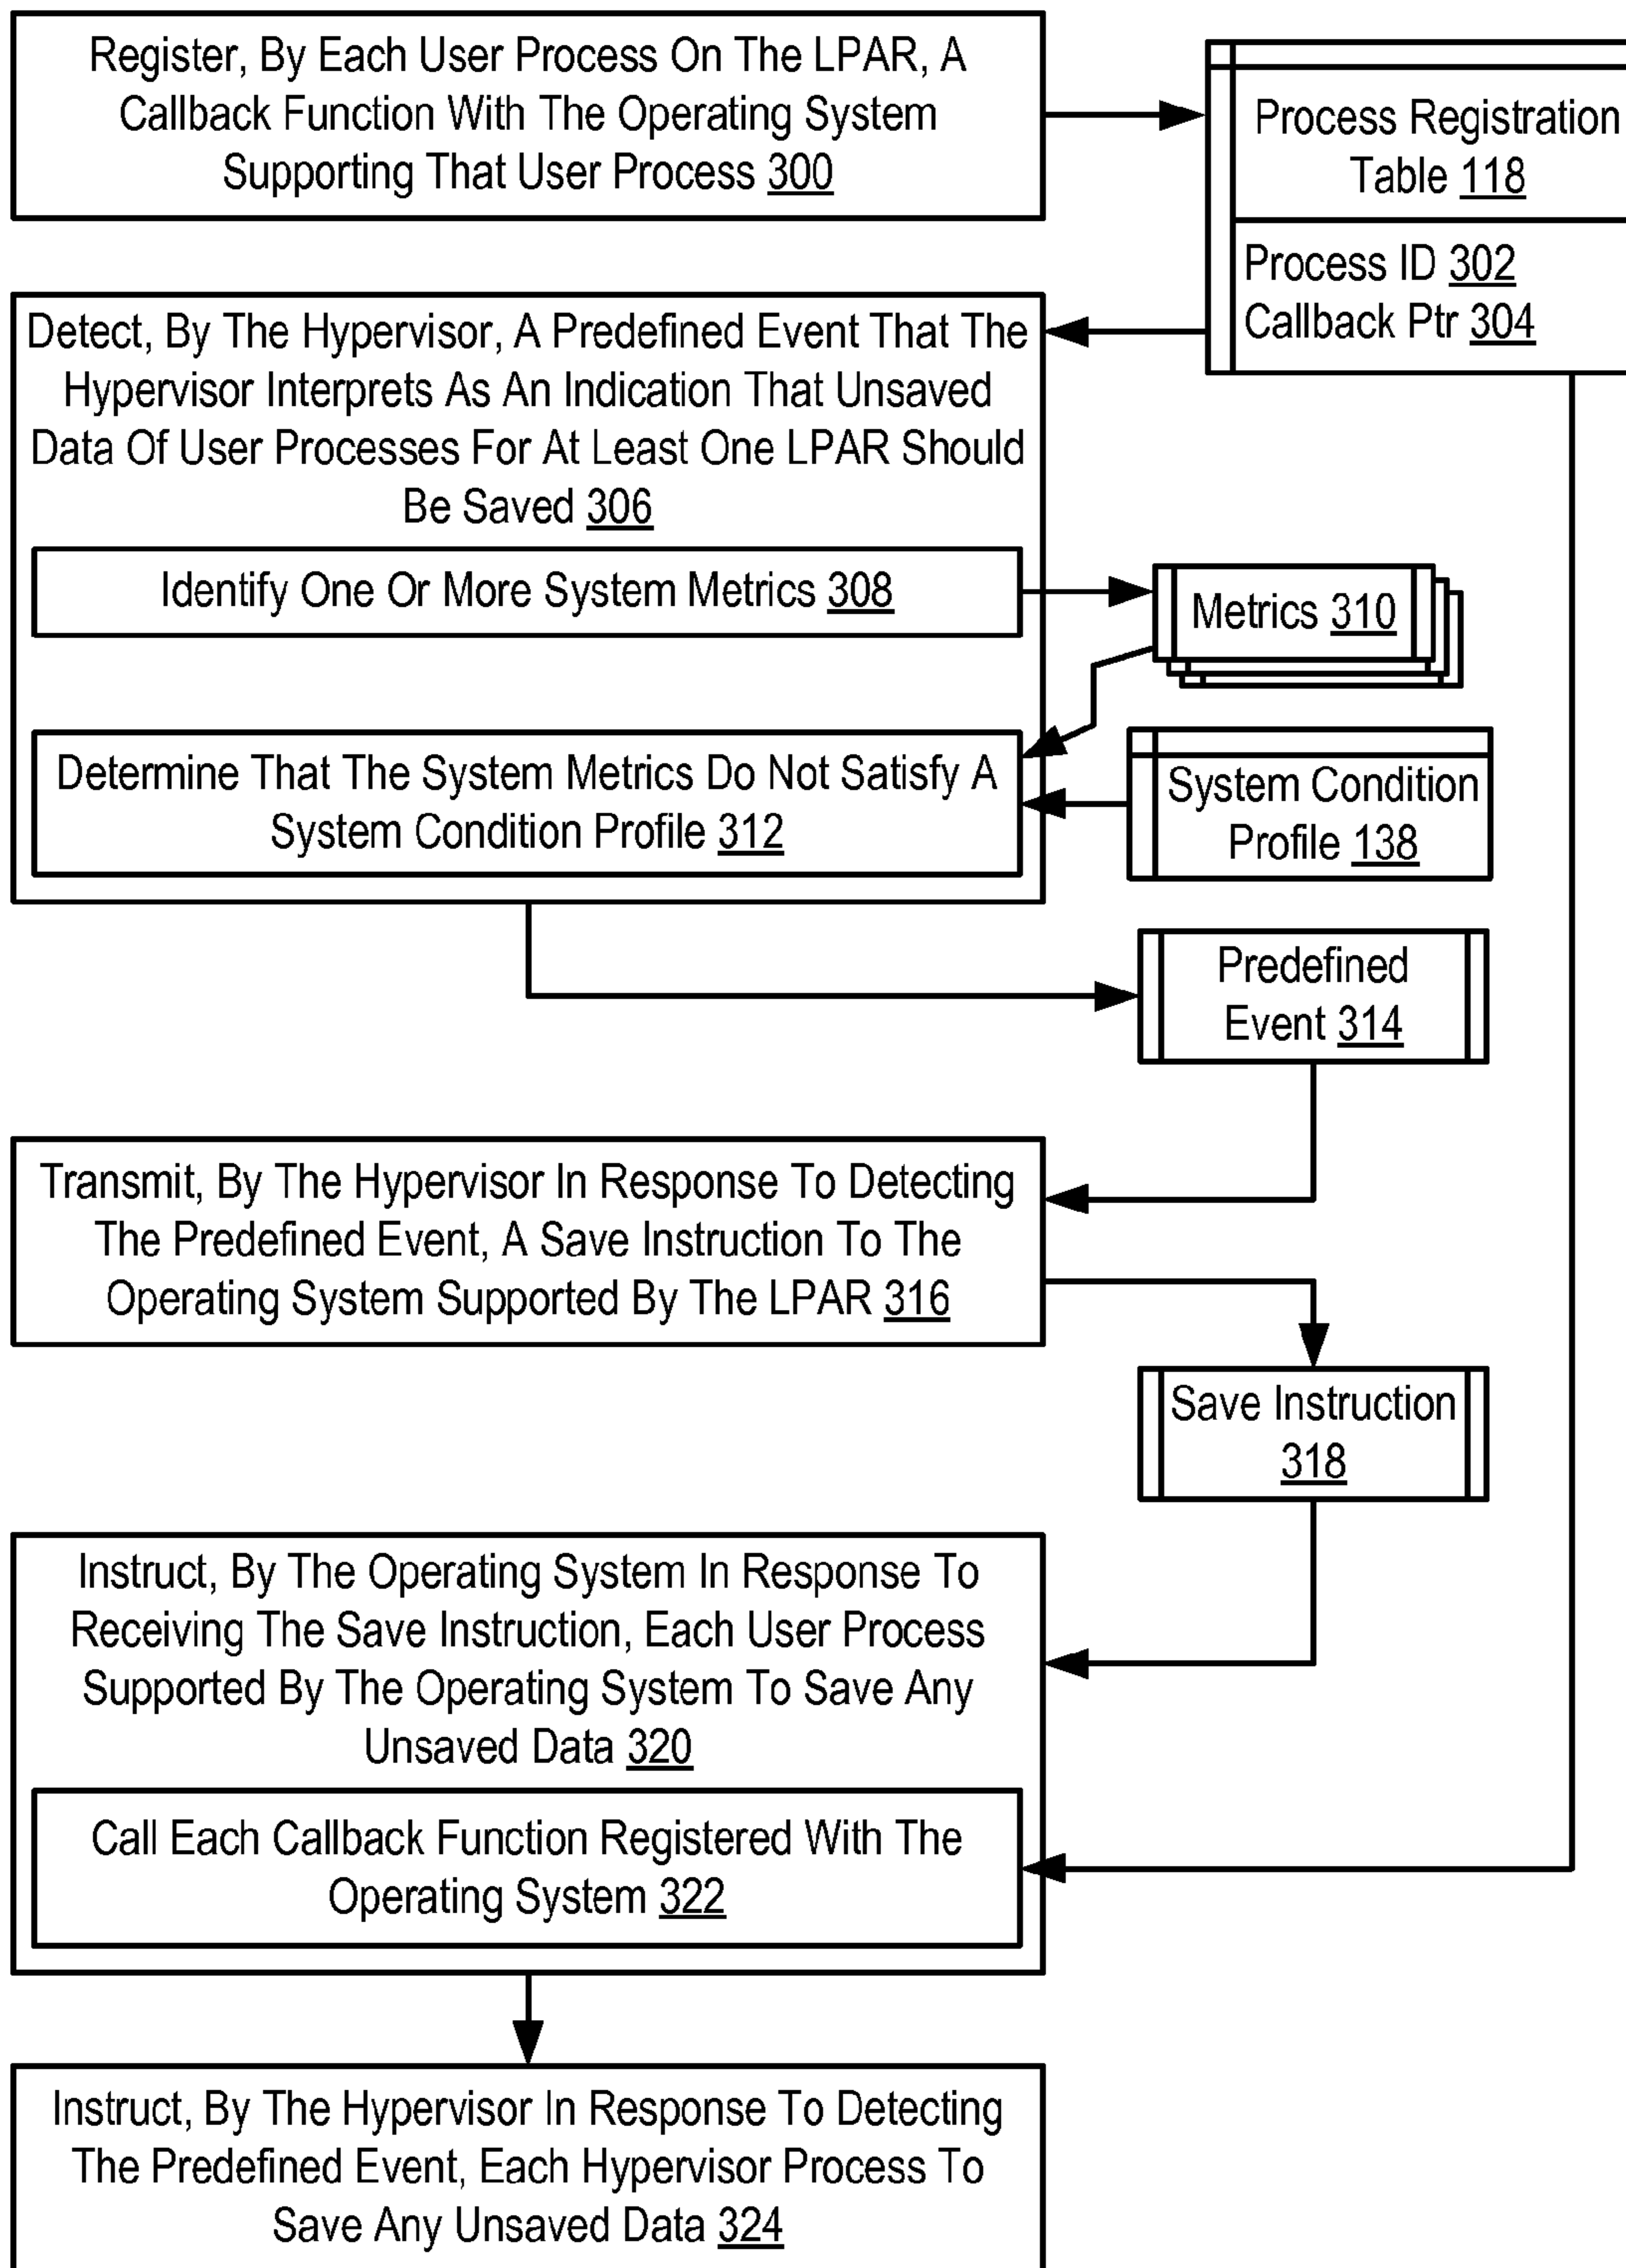 Register, By Each User Process On The LPAR, A
Callback Function With The Operating System
Supporting That User Process 300
Process Registration
Table 118
Process ID 302
Callback Ptr 304
Detect, By The Hypervisor, A Predefined Event That The
Hypervisor Interprets As An Indication That Unsaved
Data Of User Processes For At Least One LPAR Should
Be Saved 306
Identify One Or More System Metrics 308
Metrics 310
Determine That The System Metrics Do Not Satisfy A
System Condition Profile 312
System Condition
Profile 138
Predefined
Event 314
Transmit, By The Hypervisor In Response To Detecting
The Predefined Event, A Save Instruction To The
Operating System Supported By The LPAR 316
Save Instruction
318
Instruct, By The Operating System In Response To
Receiving The Save Instruction, Each User Process
Supported By The Operating System To Save Any
Unsaved Data 320
Call Each Callback Function Registered With The
Operating System 322
Instruct, By The Hypervisor In Response To Detecting
The Predefined Event, Each Hypervisor Process To
Save Any Unsaved Data 324